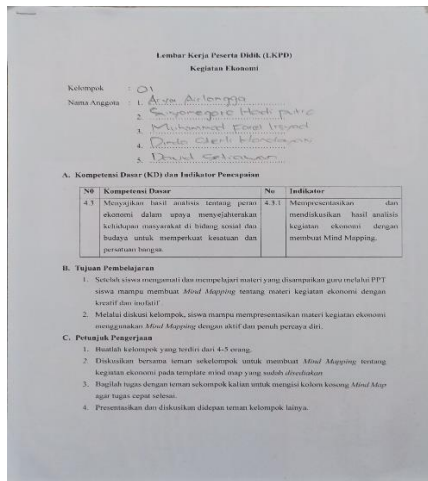 Lembar Kerja Peserta Didik (LKPD)
Kegiatan Ekonomi
Kelompok : 01
Nama Anggota : 1. Arya Airlangga
2. Hadi Putra
3. Muhammad
4.
5.
A. Kompetensi Dasar (KD) dan Indikator Pencapaian
N0 Kompetensi Dasar No Indikator
4.3 Menyajikan hasil analisis tentang peran 4.3.1 Mempresentasikan dan
ekonomi dalam upaya menyejahterakan mendiskusikan hasil analisis
kehidupan masyarakat di bidang sosial dan kegiatan ekonomi dengan
budaya untuk memperkuat kesatuan dan membuat Mind Mapping.
persatuan bangsa.
B. Tujuan Pembelajaran
1. Setelah siswa mengamati dan mempelajari materi yang disampaikan guru melalui PPT
siswa mampu membuat Mind Mapping tentang materi kegiatan ekonomi dengan
kreatif dan
2. Melalui diskusi kelompok, siswa mampu mempresentasikan materi kegiatan ekonomi
menggunakan Mind Mapping dengan aktif dan penuh percaya diri.
C. Petunjuk Pengerjaan
1. Buatlah kelompok yang terdiri dari 4-5 orang.
2. Diskusikan bersama teman sekelompok untuk membuat Mind Mapping tentang
kegiatan ekonomi pada template mind map yang sudah disediakan
3. Bagilah tugas dengan teman sekompok kalian untuk mengisi kolom kosong Mind Map
agar tugas cepat selesai.
4. Presentasikan dan diskusikan didepan teman kelompok lainya.